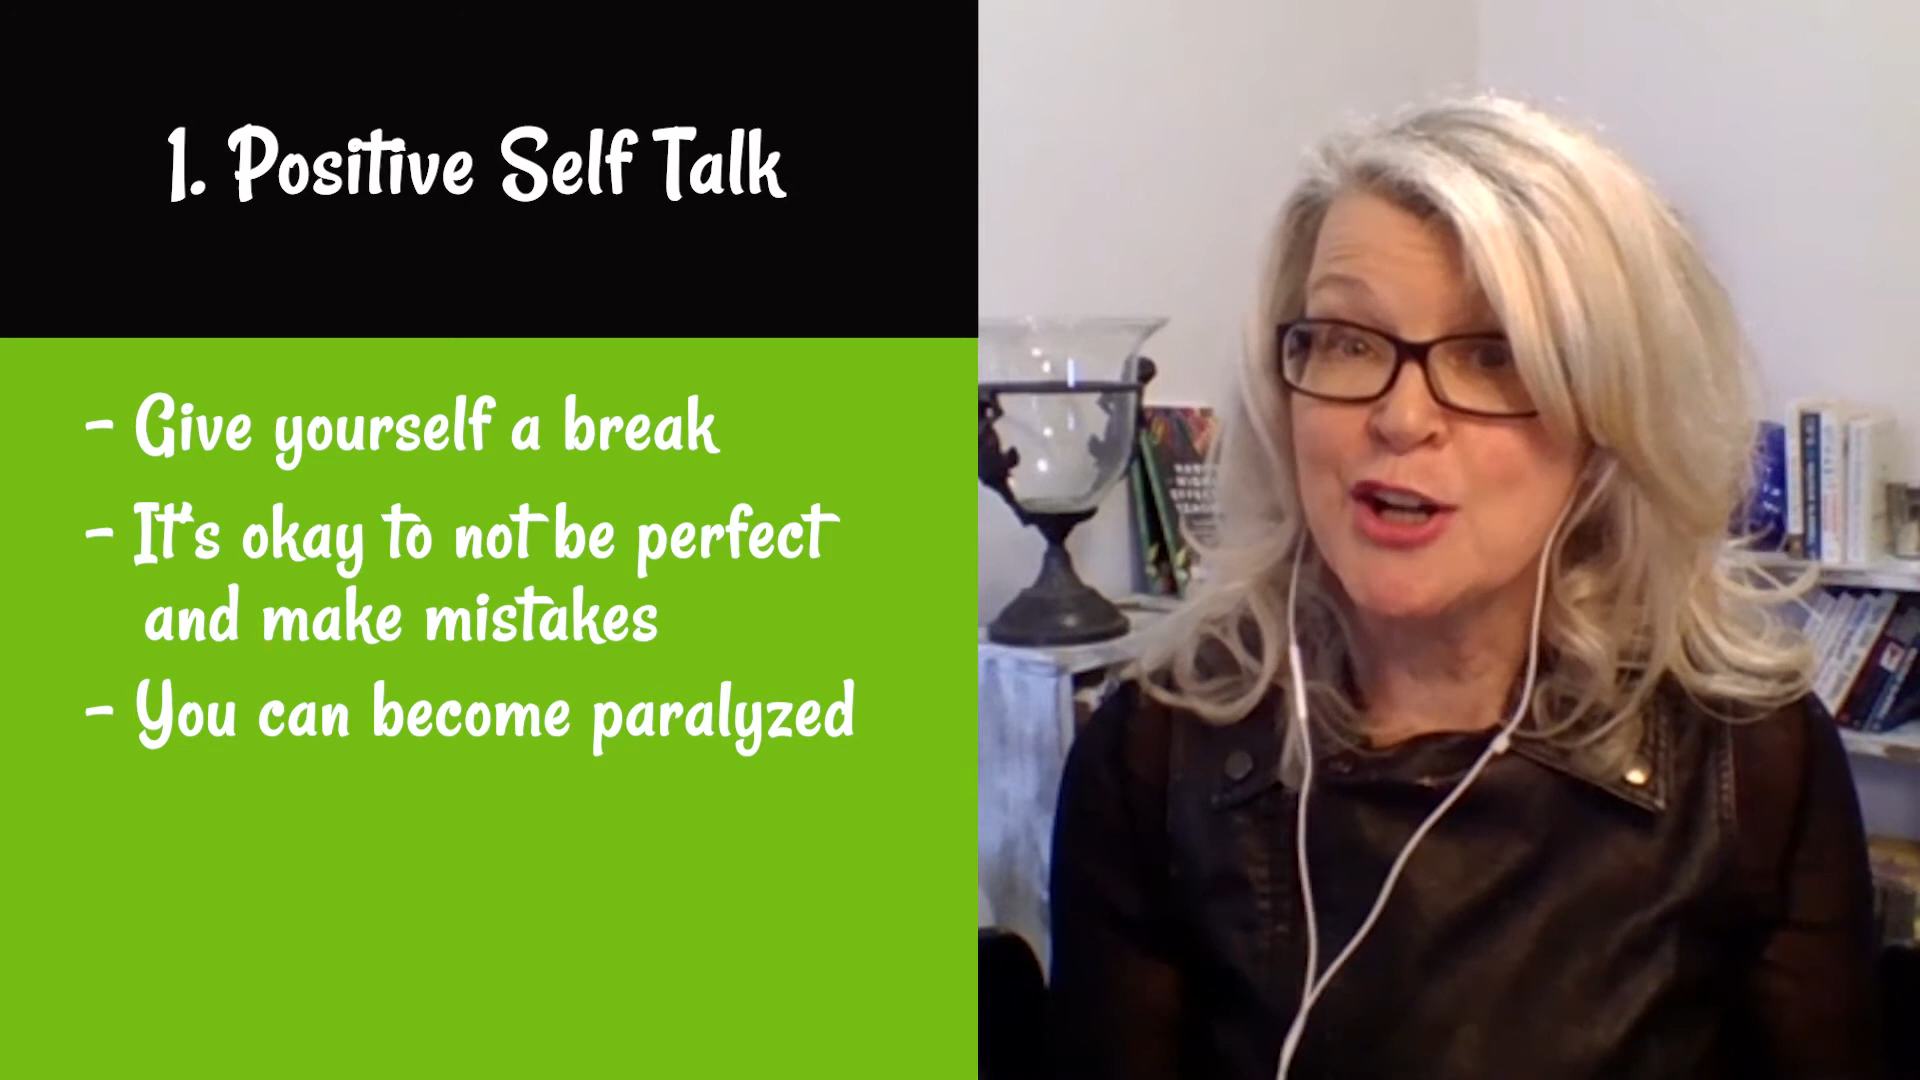 1. Positive Self Talk
- Give yourself a break
- It's okay to not be perfect
and make mistakes
- You can become paralyzed